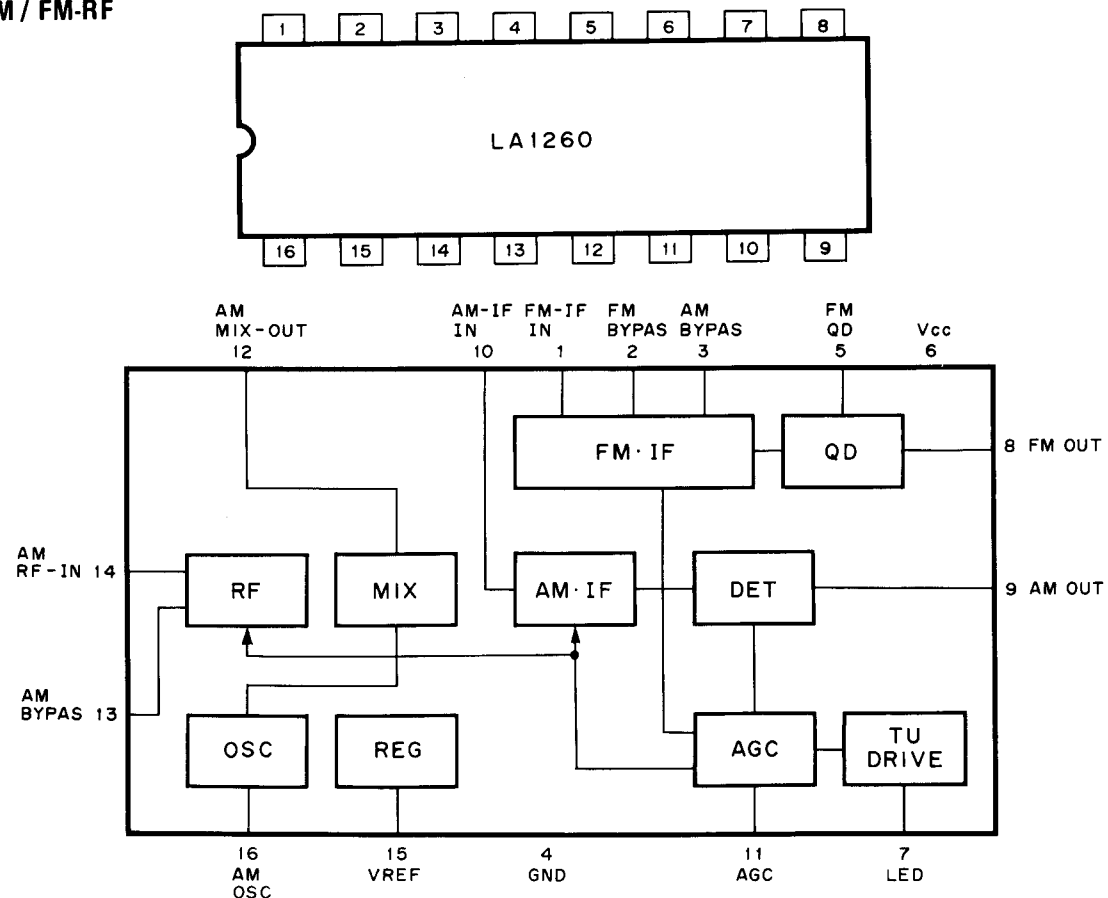 M / FM-RF
1 2 3 4 5 6 7 8
LA1260
16 15 14 13 12 11 10 9
AM
MIX-OUT
12
AM-IF
IN
10
FM-IF
IN
1
FM
BYPAS
2
AM
BYPAS
3
FM
QD
5
Vcc
6
FM·IF
QD
8 FM OUT
AM
RF-IN 14
RF
MIX
AM·IF
DET
9 AM OUT
AM
BYPAS 13
OSC
REG
AGC
TU
DRIVE
16
AM
OSC
15
VREF
4
GND
11
AGC
7
LED